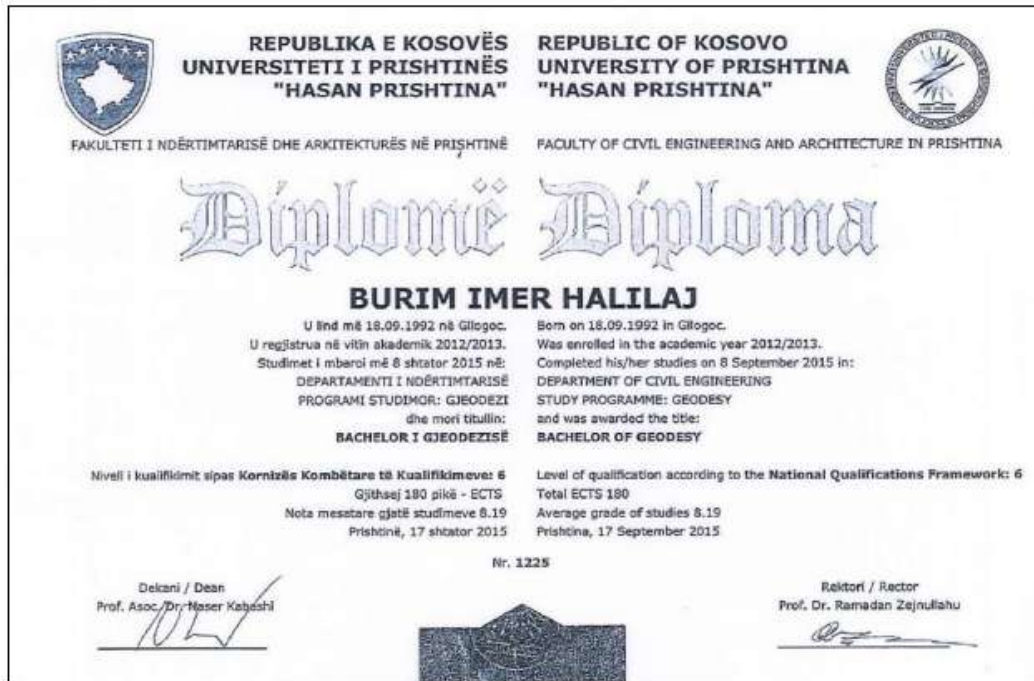 REPUBLIKA E KOSOVËS
UNIVERSITETI I PRISHTINËS
"HASAN PRISHTINA"
REPUBLIC OF KOSOVO
UNIVERSITY OF PRISHTINA
"HASAN PRISHTINA"
FAKULTETI I NDËRTIMTARISË DHE ARKITEKTURËS NË PRISHTINË
FACULTY OF CIVIL ENGINEERING AND ARCHITECTURE IN PRISHTINA
Diplomë
Diploma
BURIM IMER HALILAJ
U lind më 18.09.1992 në Gllogoc.
U regjistrua në vitin akademik 2012/2013.
Studimet i mbaroi më 8 shtator 2015 në:
DEPARTAMENTI I NDËRTIMTARISË
PROGRAMI STUDIMOR: GJEODEZI
dhe mori titullin:
BACHELOR I GJEODEZISË
Born on 18.09.1992 in Gllogoc.
Was enrolled in the academic year 2012/2013.
Completed his/her studies on 8 September 2015 in:
DEPARTMENT OF CIVIL ENGINEERING
STUDY PROGRAMME: GEODESY
and was awarded the title:
BACHELOR OF GEODESY
Niveli i kualifikimit sipas Kornizës Kombëtare të Kualifikimeve: 6
Gjithsej 180 pikë - ECTS
Nota mesatare gjatë studimeve 8.19
Prishtinë, 17 shtator 2015
Level of qualification according to the National Qualifications Framework: 6
Total ECTS 180
Average grade of studies 8.19
Prishtina, 17 September 2015
Nr. 1225
Dekani / Dean
Prof. Asoc. Dr. Naser Kabashi
Rektori / Rector
Prof. Dr. Ramadan Zejnullahu